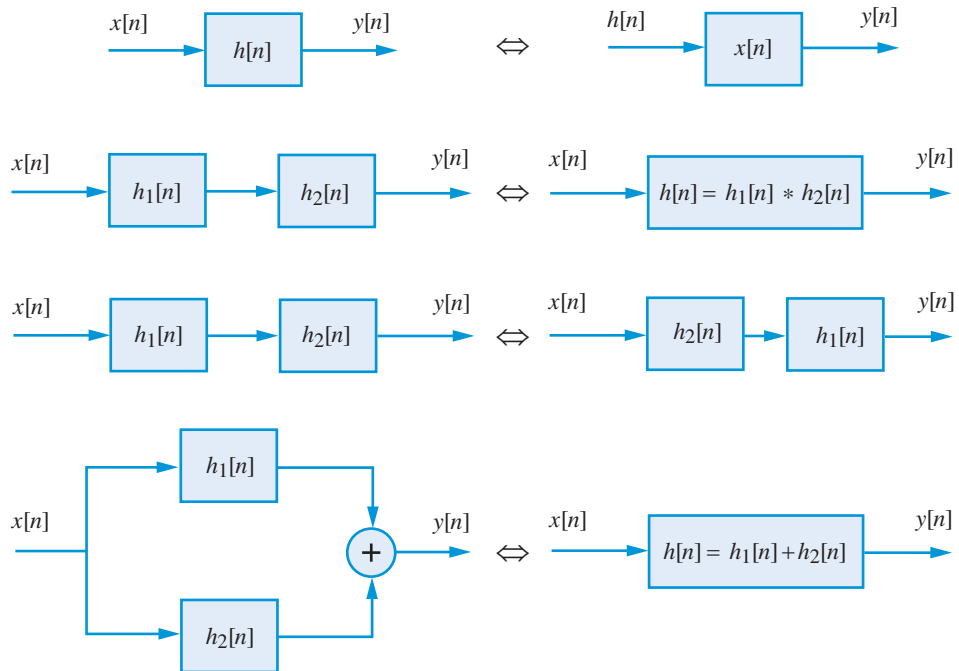 x[n] h[n] y[n] ⇔ h[n] x[n] y[n]
x[n] h1[n] h2[n] y[n] ⇔ x[n] h[n] = h1[n] * h2[n] y[n]
x[n] h1[n] h2[n] y[n] ⇔ x[n] h2[n] h1[n] y[n]
x[n] h1[n] h2[n] + y[n] ⇔ x[n] h[n] = h1[n]+h2[n] y[n]